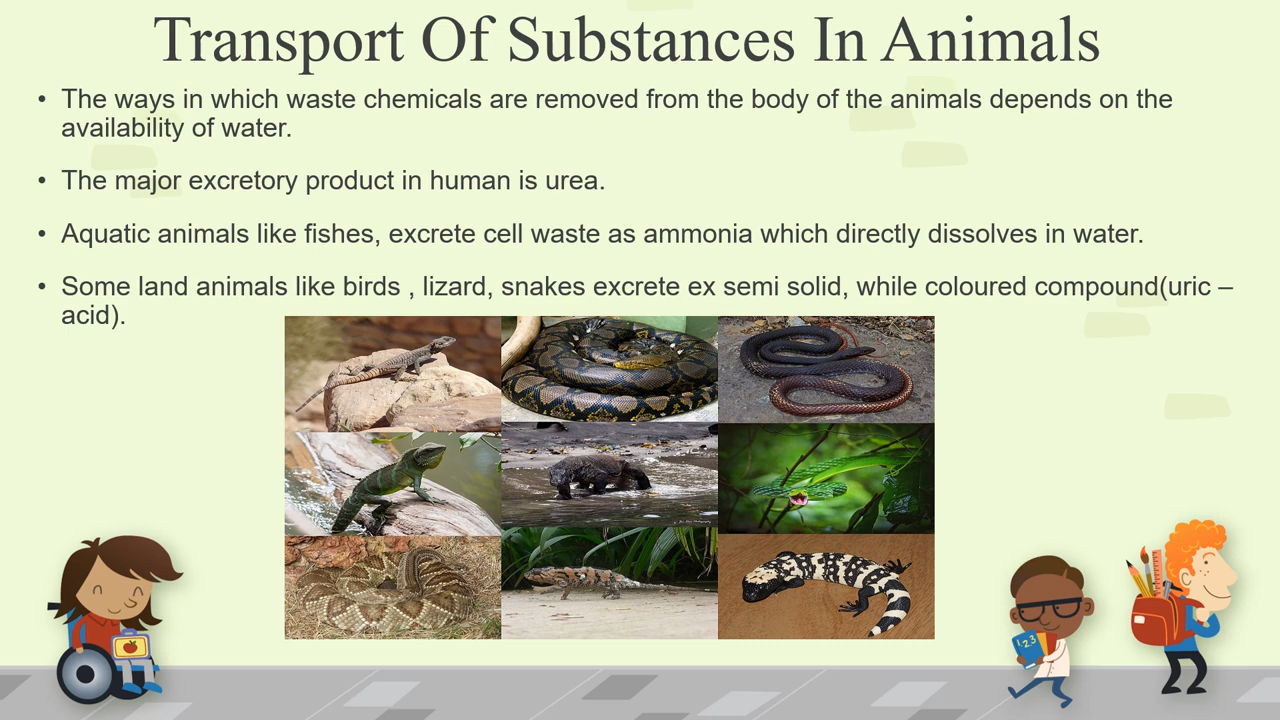 Transport Of Substances In Animals
• The ways in which waste chemicals are removed from the body of the animals depends on the
availability of water.
• The major excretory product in human is urea.
• Aquatic animals like fishes, excrete cell waste as ammonia which directly dissolves in water.
• Some land animals like birds , lizard, snakes excrete ex semi solid, while coloured compound(uric –
acid).
1 2 3